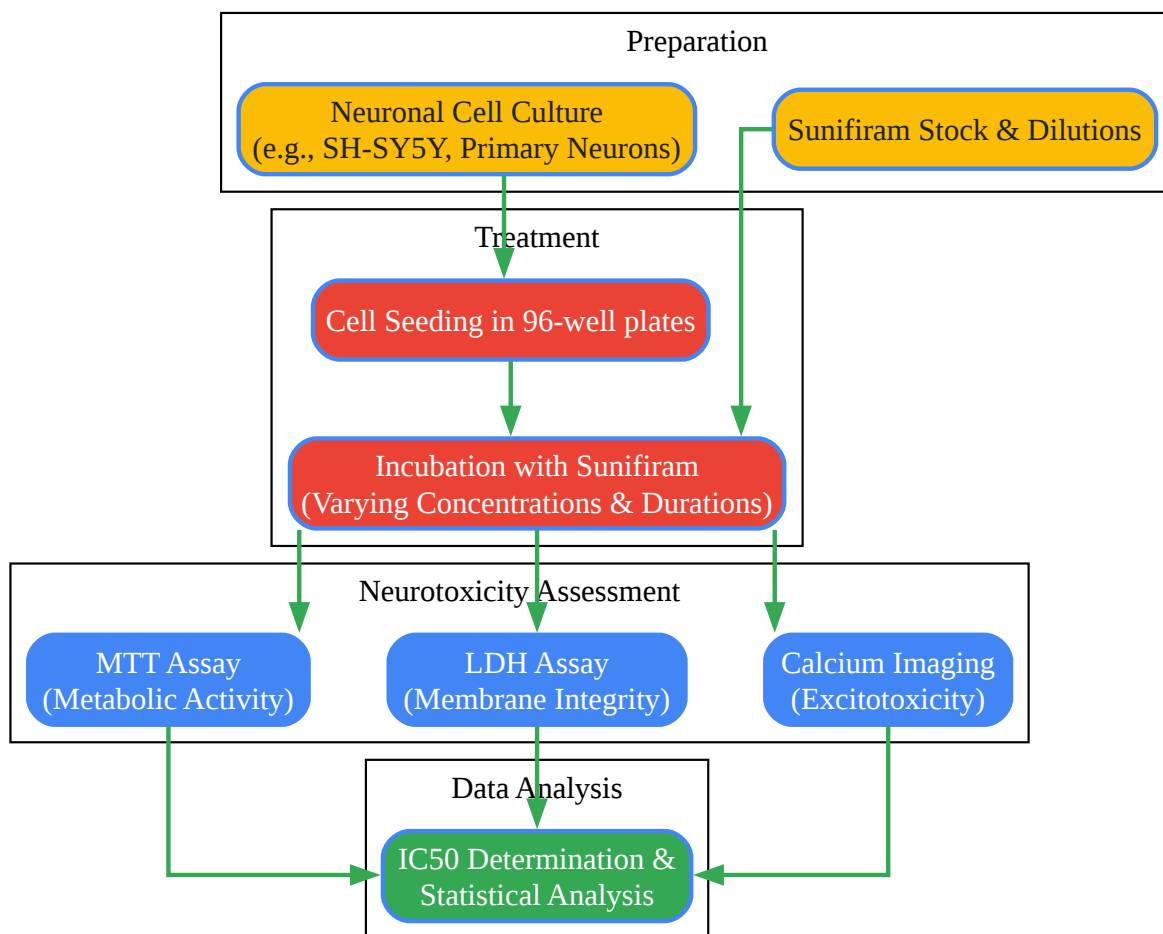 Preparation
Neuronal Cell Culture
(e.g., SH-SY5Y, Primary Neurons)
Sunifiram Stock & Dilutions
Treatment
Cell Seeding in 96-well plates
Incubation with Sunifiram
(Varying Concentrations & Durations)
Neurotoxicity Assessment
MTT Assay
(Metabolic Activity)
LDH Assay
(Membrane Integrity)
Calcium Imaging
(Excitotoxicity)
Data Analysis
IC50 Determination &
Statistical Analysis